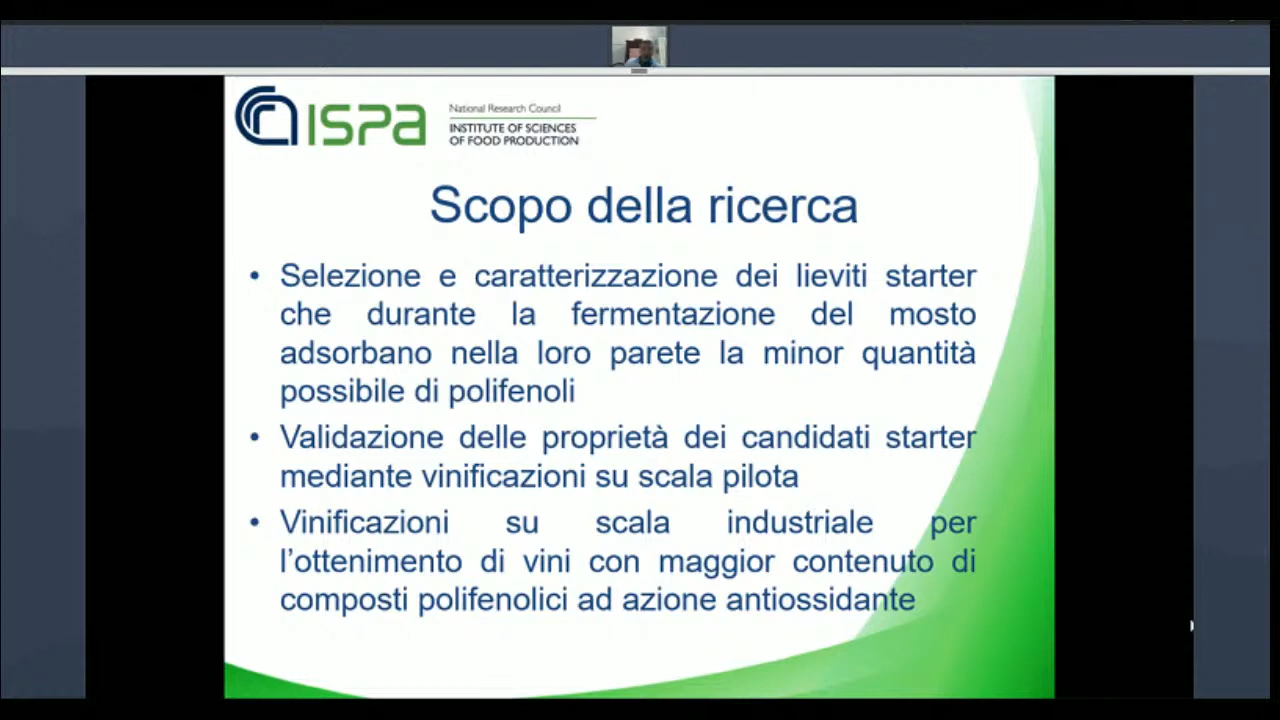 ISPA
National Research Council
INSTITUTE OF SCIENCES
OF FOOD PRODUCTION
Scopo della ricerca
• Selezione e caratterizzazione dei lieviti starter
che durante la fermentazione del mosto
adsorbano nella loro parete la minor quantità
possibile di polifenoli
• Validazione delle proprietà dei candidati starter
mediante vinificazioni su scala pilota
• Vinificazioni su scala industriale per
l’ottenimento di vini con maggior contenuto di
composti polifenolici ad azione antiossidante